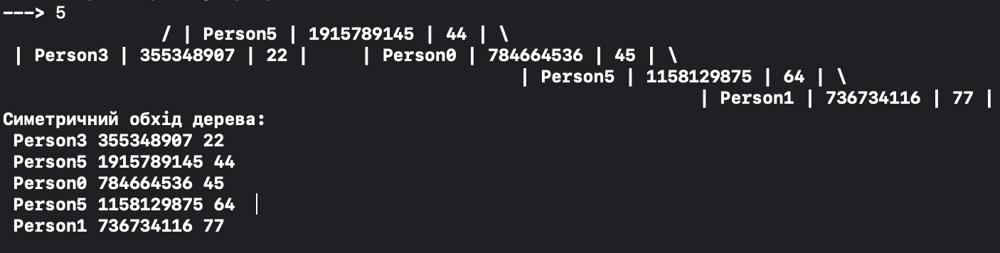 ---> 5
/ | Person5 | 1915789145 | 44 | \
| Person3 | 355348907 | 22 |     | Person0 | 784664536 | 45 | \
| Person5 | 1158129875 | 64 | \
| Person1 | 736734116 | 77 |
Симетричний обхід дерева:
Person3 355348907 22
Person5 1915789145 44
Person0 784664536 45
Person5 1158129875 64
Person1 736734116 77